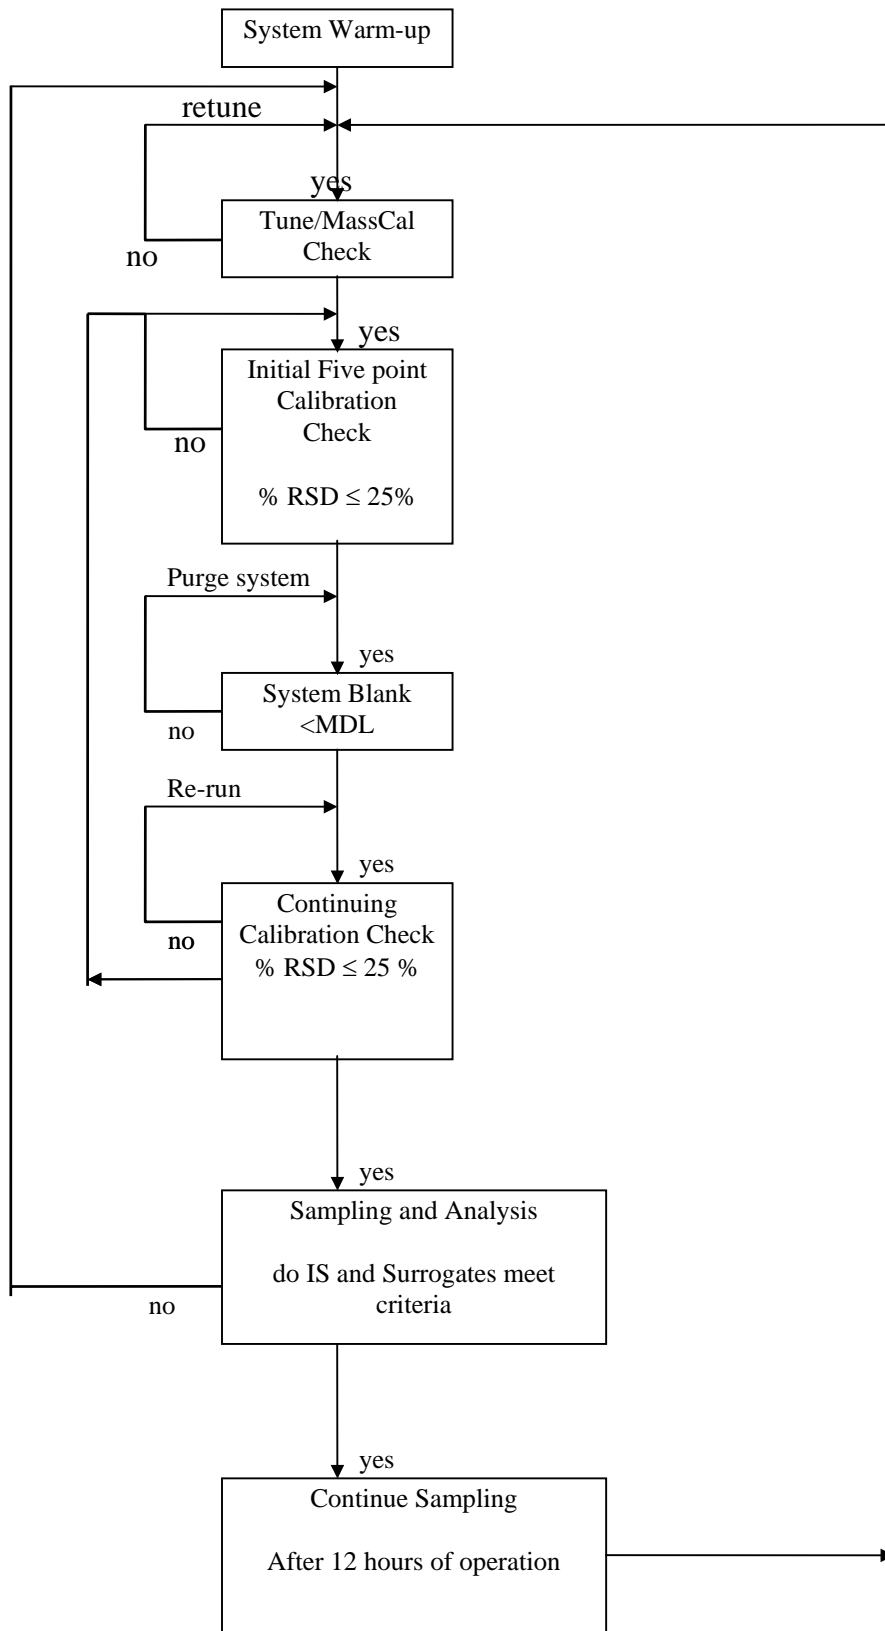 System Warm-up
retune
yes
Tune/MassCal
Check
no
yes
Initial Five point
Calibration
Check
no
% RSD ≤ 25%
Purge system
yes
System Blank
<MDL
no
Re-run
yes
Continuing
Calibration Check
no
% RSD ≤ 25 %
yes
Sampling and Analysis
do IS and Surrogates meet
criteria
no
yes
Continue Sampling
After 12 hours of operation